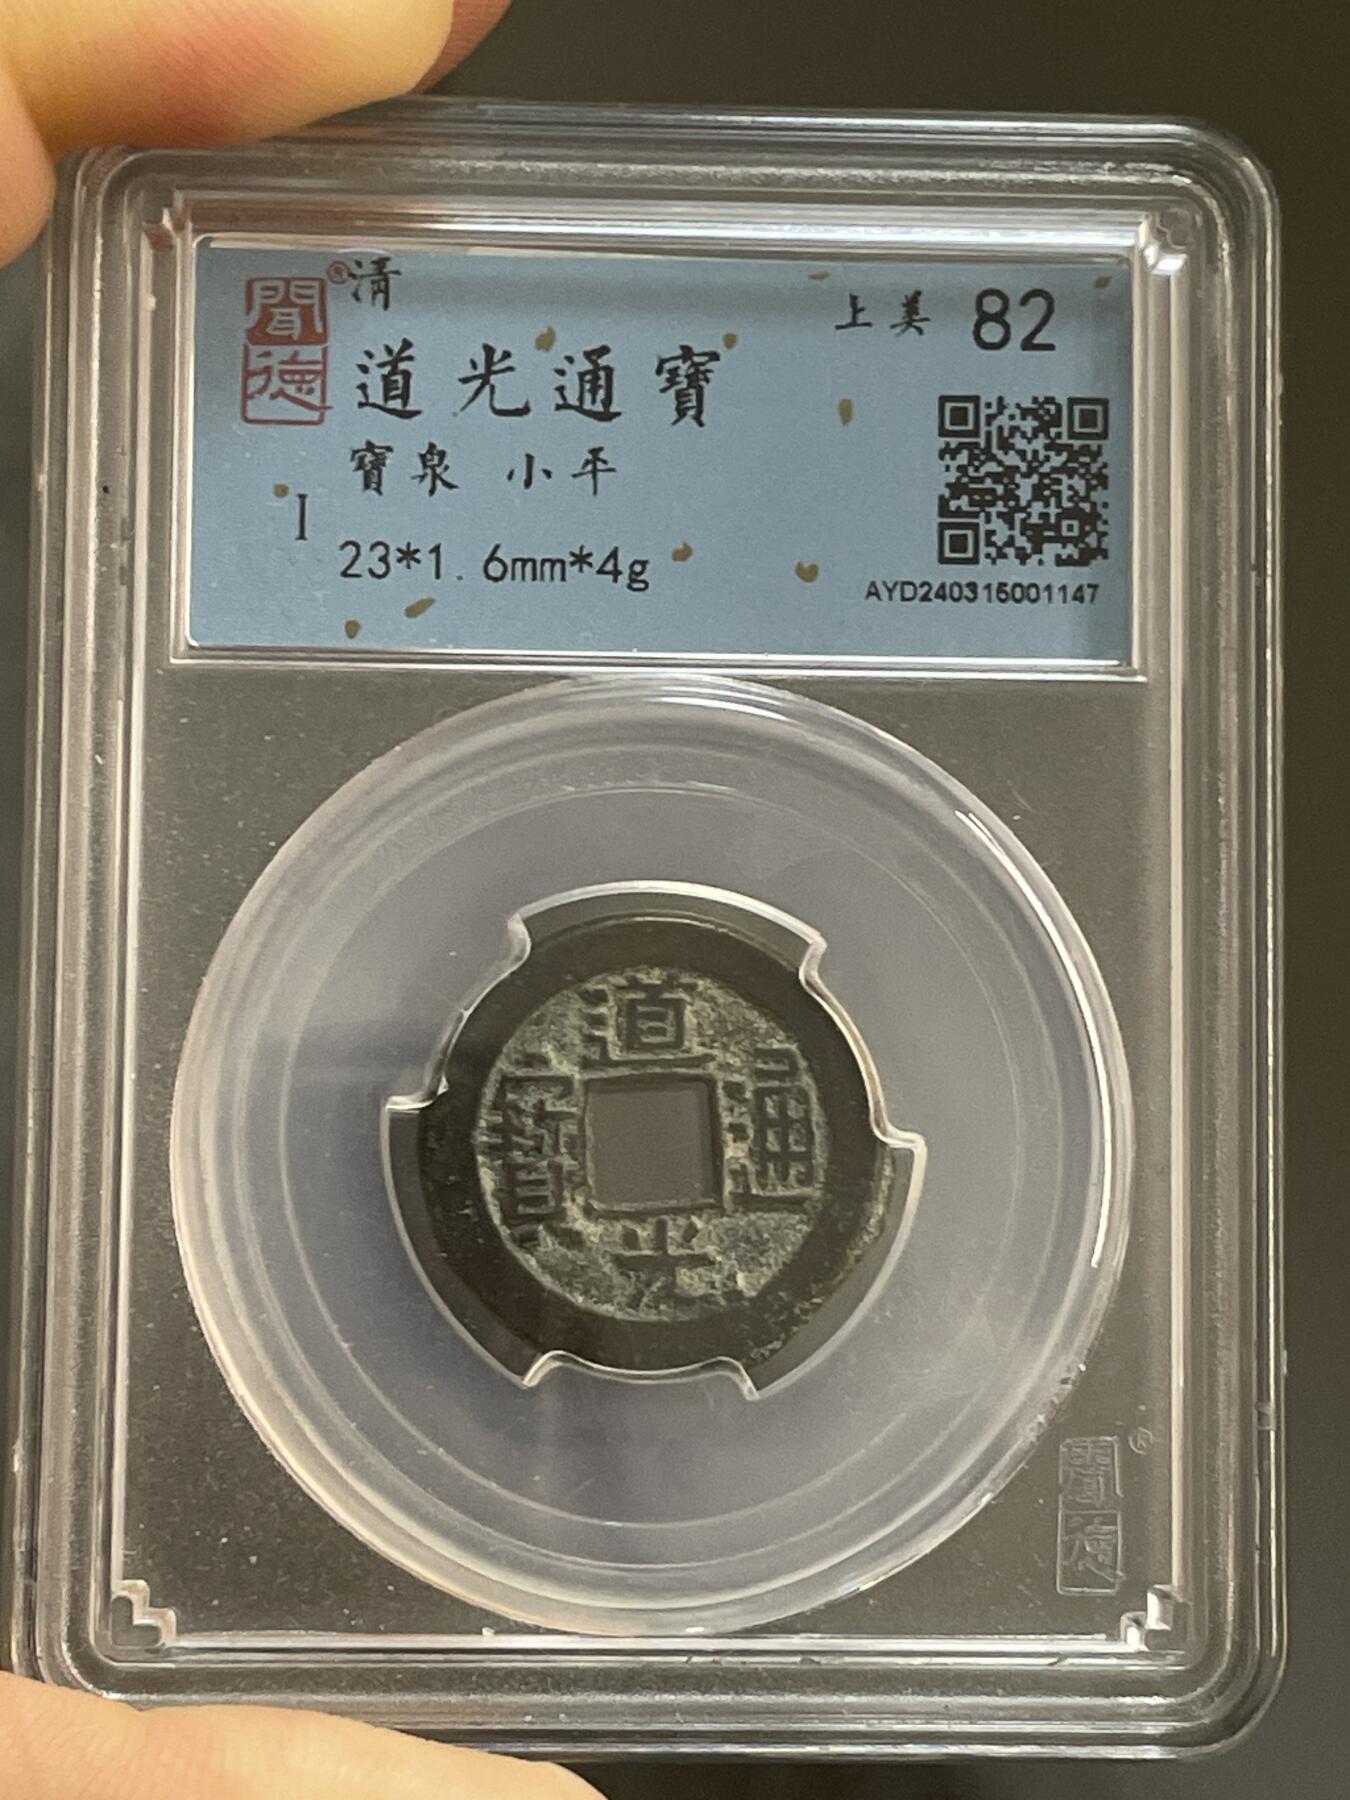 聞德®
清
上美 82
道光通寶
寶泉 小平
I
23*1.6mm*4g
AYD240315001147
道光通寶
聞德®